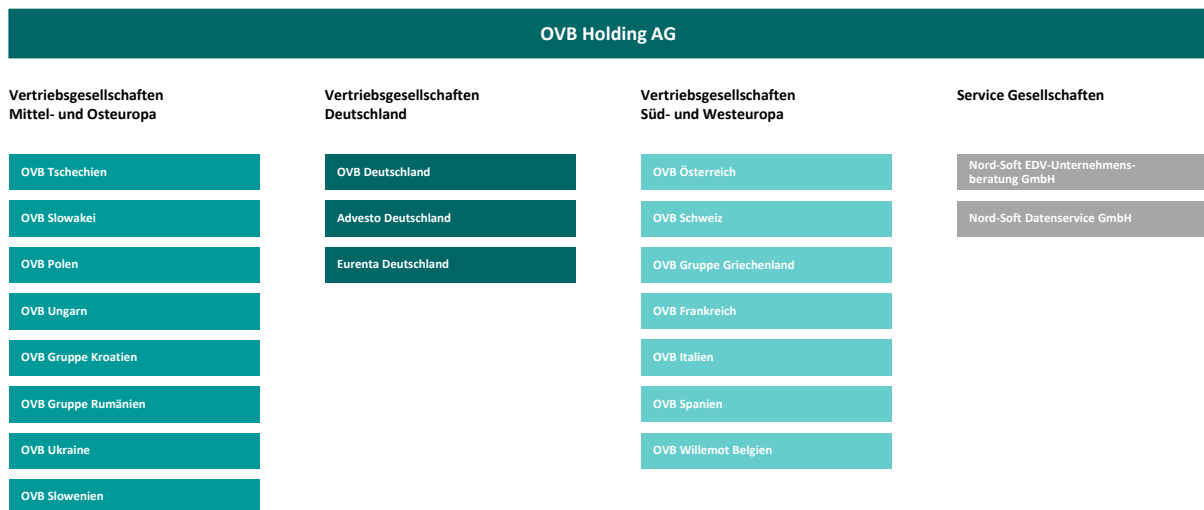 OVB Holding AG
Vertriebsgesellschaften
Mittel- und Osteuropa
OVB Tschechien
OVB Slowakei
OVB Polen
OVB Ungarn
OVB Gruppe Kroatien
OVB Gruppe Rumänien
OVB Ukraine
OVB Slowenien
Vertriebsgesellschaften
Deutschland
OVB Deutschland
Advesto Deutschland
Eurenta Deutschland
Vertriebsgesellschaften
Süd- und Westeuropa
OVB Österreich
OVB Schweiz
OVB Gruppe Griechenland
OVB Frankreich
OVB Italien
OVB Spanien
OVB Willemot Belgien
Service Gesellschaften
Nord-Soft EDV-Unternehmens-
beratung GmbH
Nord-Soft Datenservice GmbH